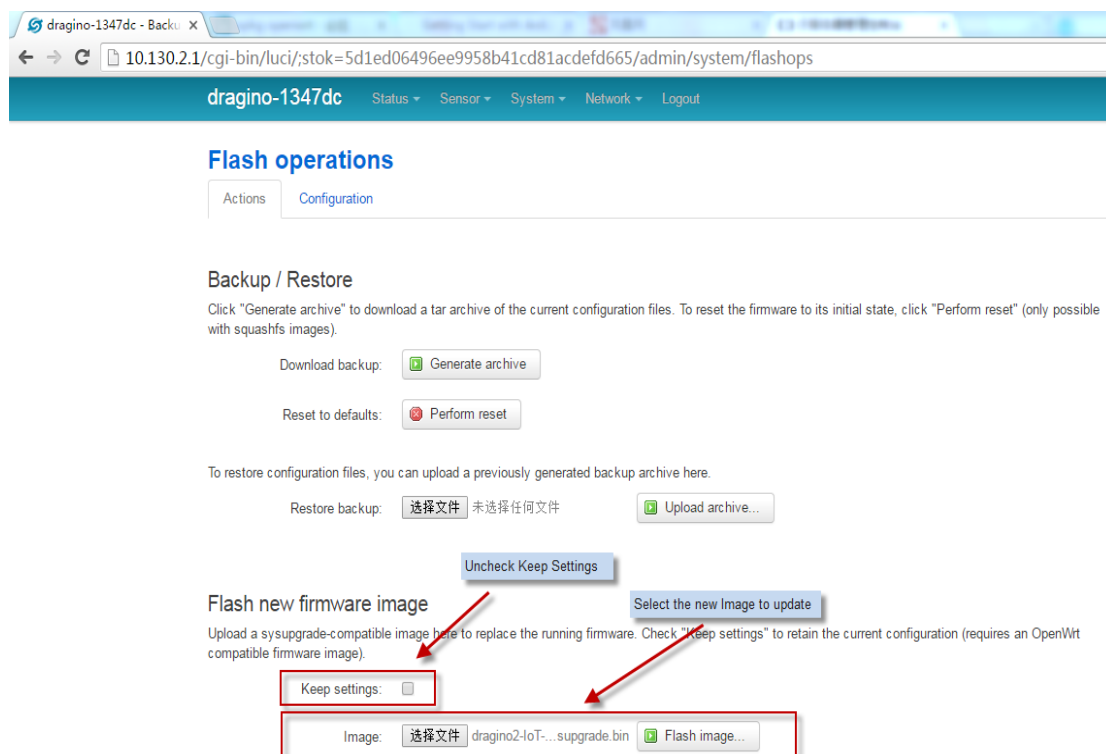 dragino-1347dc - Backu
10.130.2.1/cgi-bin/luci/;stok=5d1ed06496ee9958b41cd81acdefd665/admin/system/flashops
dragino-1347dc Status Sensor System Network Logout
Flash operations
Actions Configuration
Backup / Restore
Click "Generate archive" to download a tar archive of the current configuration files. To reset the firmware to its initial state, click "Perform reset" (only possible
with squashfs images).
Download backup: Generate archive
Reset to defaults: Perform reset
To restore configuration files, you can upload a previously generated backup archive here.
Restore backup: 选择文件 未选择任何文件 Upload archive...
Uncheck Keep Settings
Select the new Image to update
Flash new firmware image
Upload a sysupgrade-compatible image here to replace the running firmware. Check "Keep settings" to retain the current configuration (requires an OpenWrt
compatible firmware image).
Keep settings:
Image: 选择文件 dragino2-IoT-...supgrade.bin Flash image...